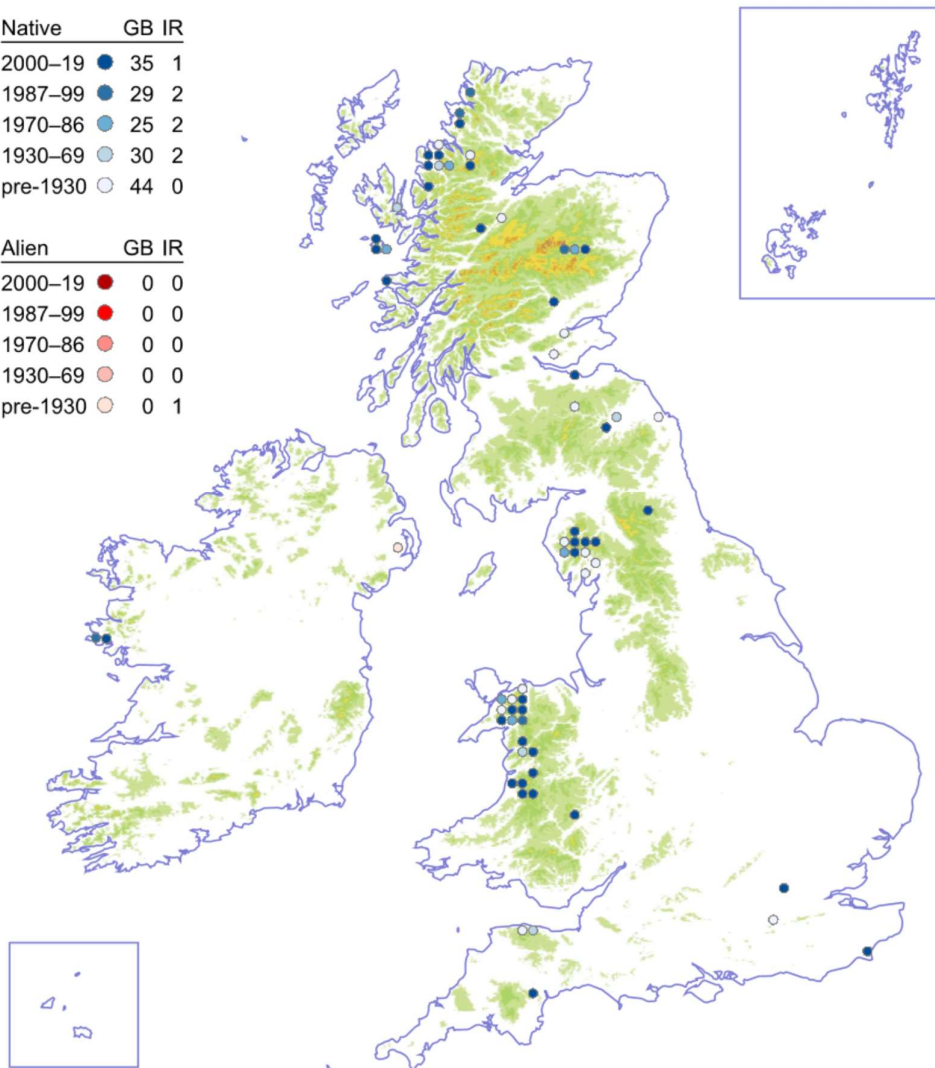 Native GB IR
2000–19 35 1
1987–99 29 2
1970–86 25 2
1930–69 30 2
pre-1930 44 0
Alien GB IR
2000–19 0 0
1987–99 0 0
1970–86 0 0
1930–69 0 0
pre-1930 0 1